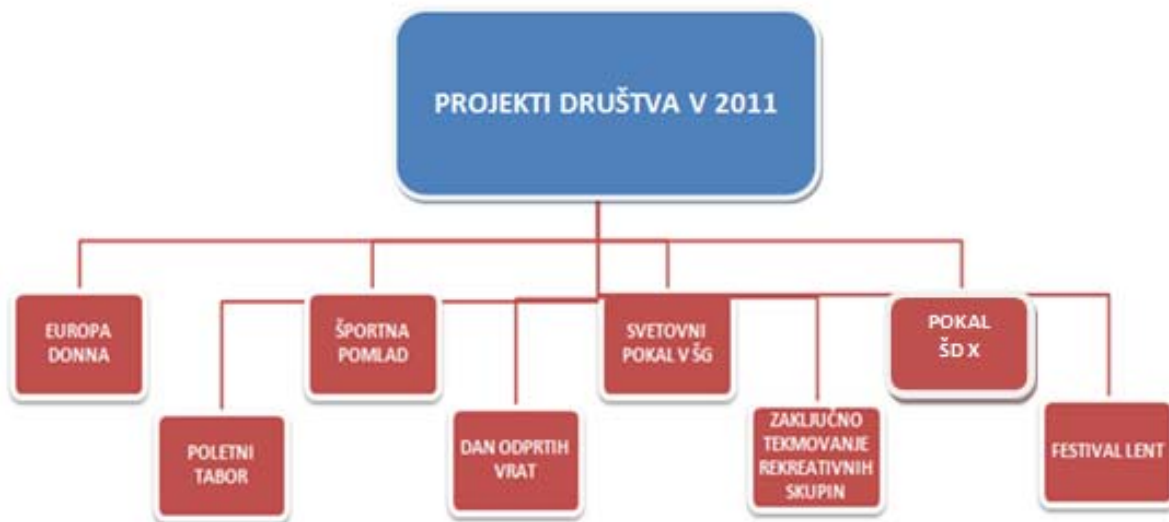 PROJEKTI DRUŠTVA V 2011
EUROPA
DONNA
ŠPORTNA
POMLAD
SVETOVNI
POKAL V ŠG
POKAL
ŠD X
POLETNI
TABOR
DAN ODPRTIH
VRAT
ZAKLJUČNO
TEKMOVANJE
REKREATIVNIH
SKUPIN
FESTIVAL LENT